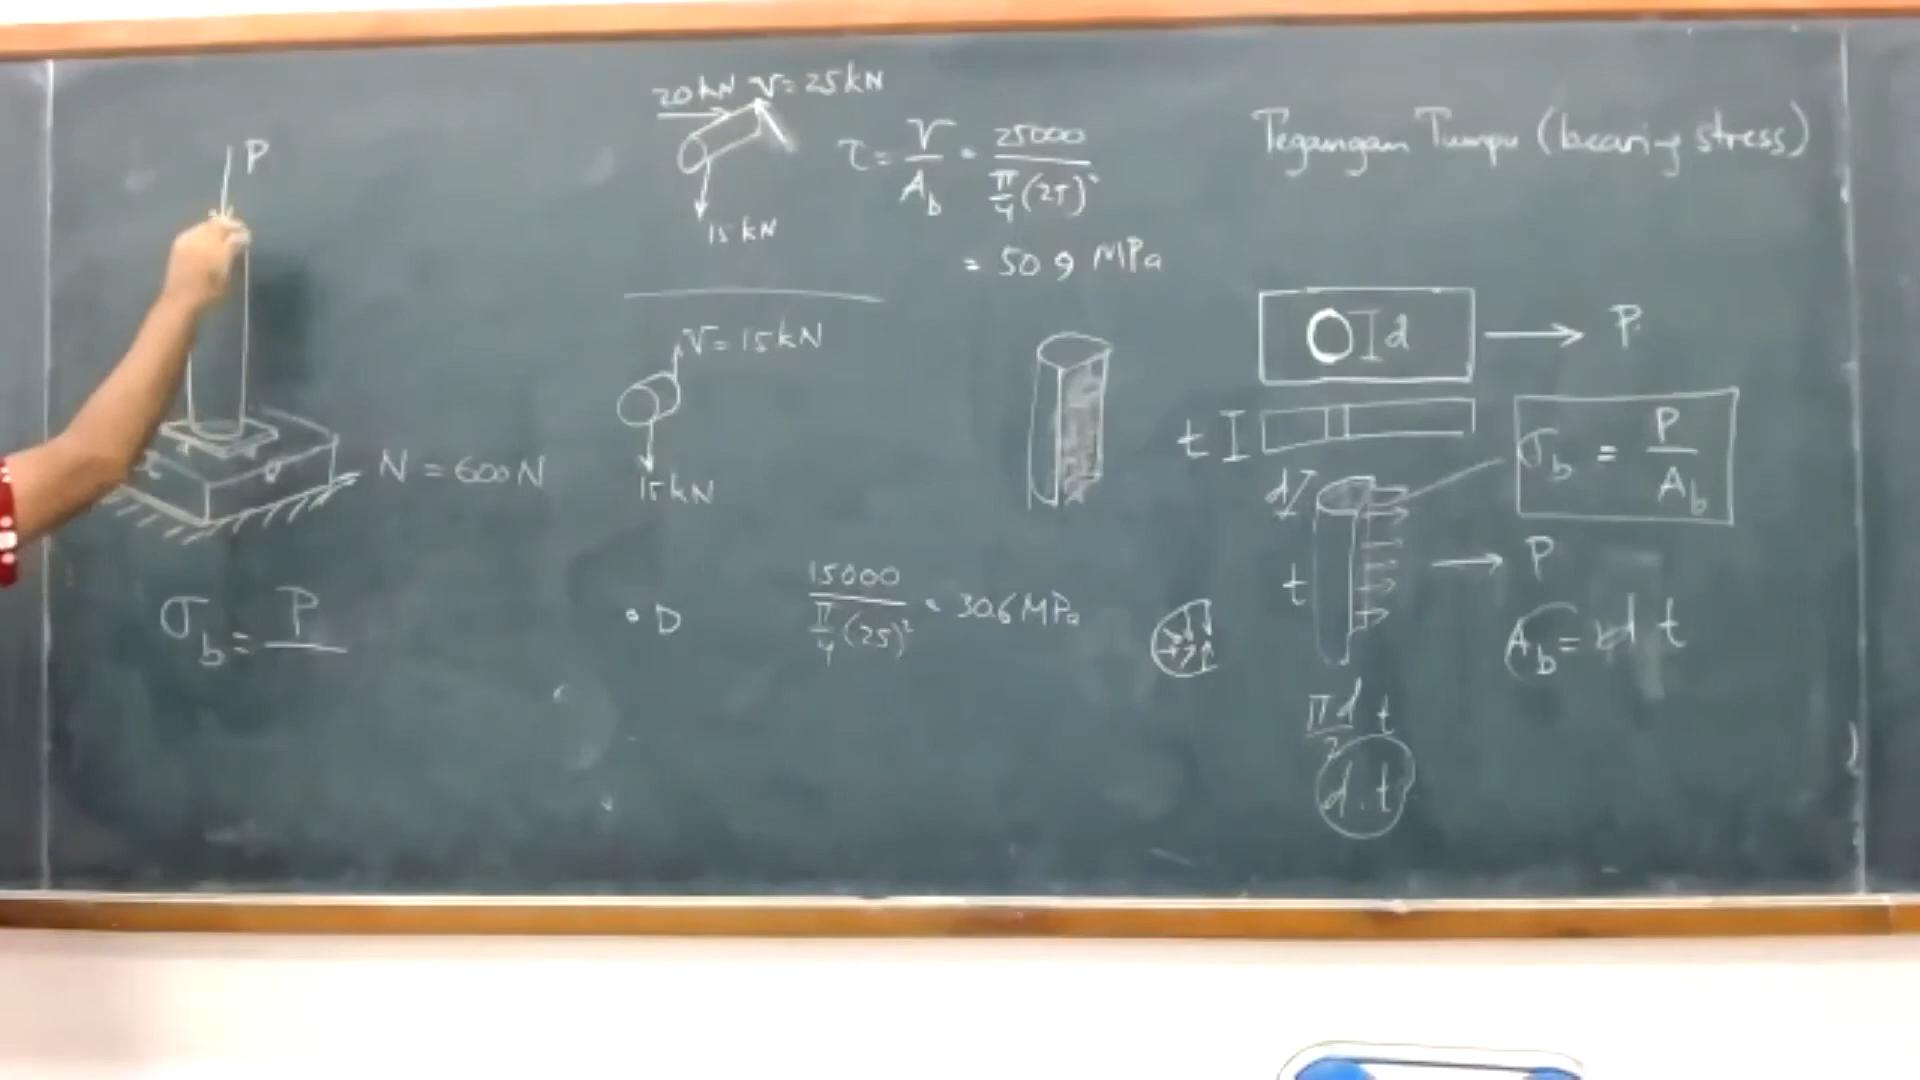 P
N = 600N
σb = P
20 kN V = 25 kN
15 kN
τ = V/Ab = 25000 / (π/4 (25)²)
= 50 9 MPa
V = 15 kN
15 kN
• D
15000 / (π/4 (25)²) = 30.6 MPa
Tegangan Tumpu (bearing stress)
d P
t
σb = P/Ab
d
t P
Ab = d t
πd/2 t
d . t